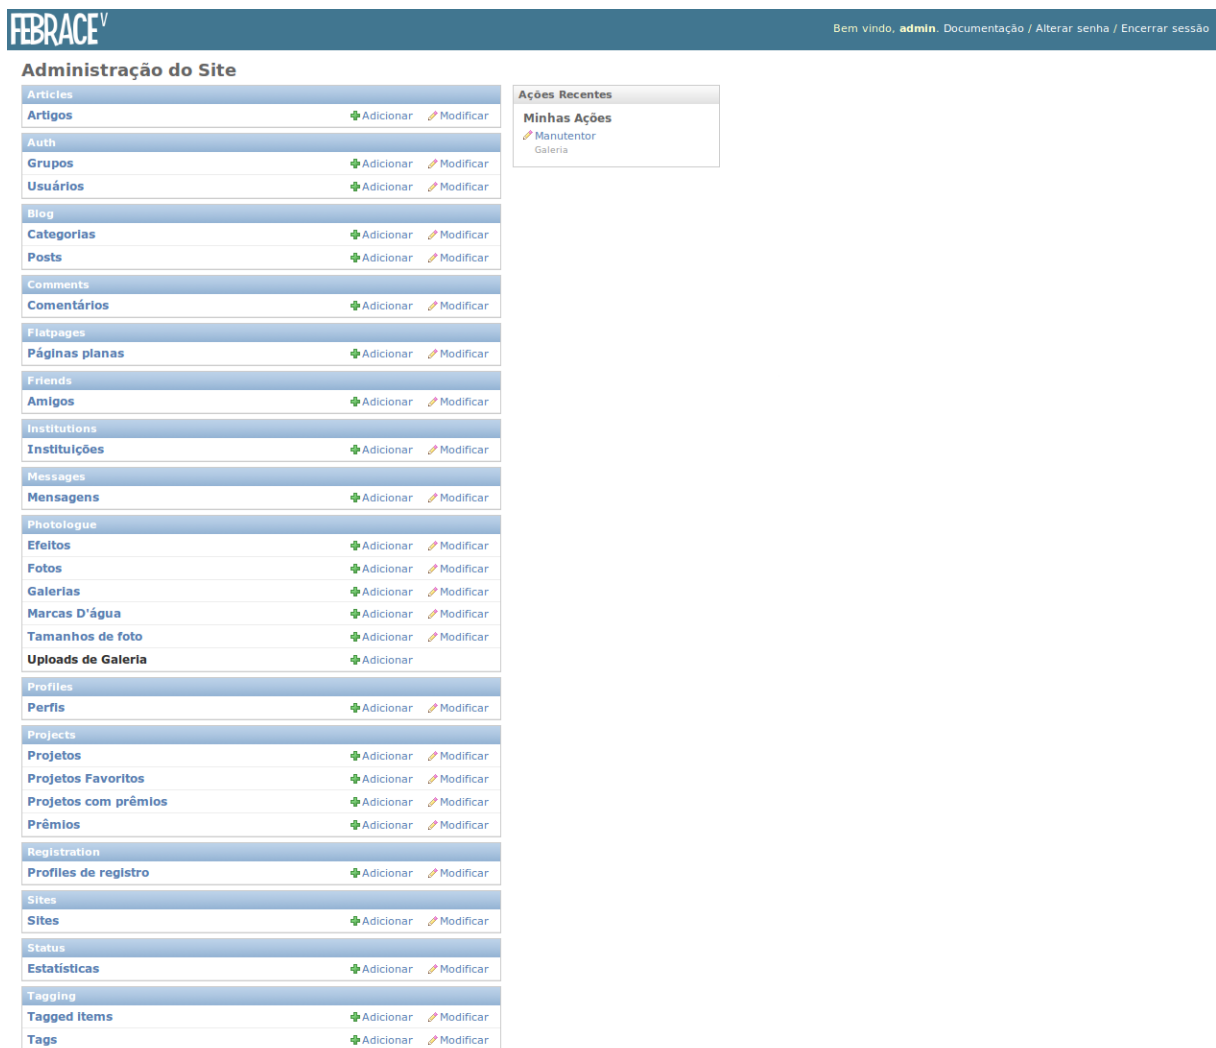 FEBRACE V
Bem vindo, admin. Documentação / Alterar senha / Encerrar sessão
Administração do Site
Articles
Artigos Adicionar Modificar
Auth
Grupos Adicionar Modificar
Usuários Adicionar Modificar
Blog
Categorias Adicionar Modificar
Posts Adicionar Modificar
Comments
Comentários Adicionar Modificar
Flatpages
Páginas planas Adicionar Modificar
Friends
Amigos Adicionar Modificar
Institutions
Instituições Adicionar Modificar
Messages
Mensagens Adicionar Modificar
Photologue
Efeitos Adicionar Modificar
Fotos Adicionar Modificar
Galerias Adicionar Modificar
Marcas D'água Adicionar Modificar
Tamanhos de foto Adicionar Modificar
Uploads de Galeria Adicionar
Profiles
Perfis Adicionar Modificar
Projects
Projetos Adicionar Modificar
Projetos Favoritos Adicionar Modificar
Projetos com prêmios Adicionar Modificar
Prêmios Adicionar Modificar
Registration
Profiles de registro Adicionar Modificar
Sites
Sites Adicionar Modificar
Status
Estatísticas Adicionar Modificar
Tagging
Tagged items Adicionar Modificar
Tags Adicionar Modificar
Ações Recentes
Minhas Ações
Manutentor
Galeria